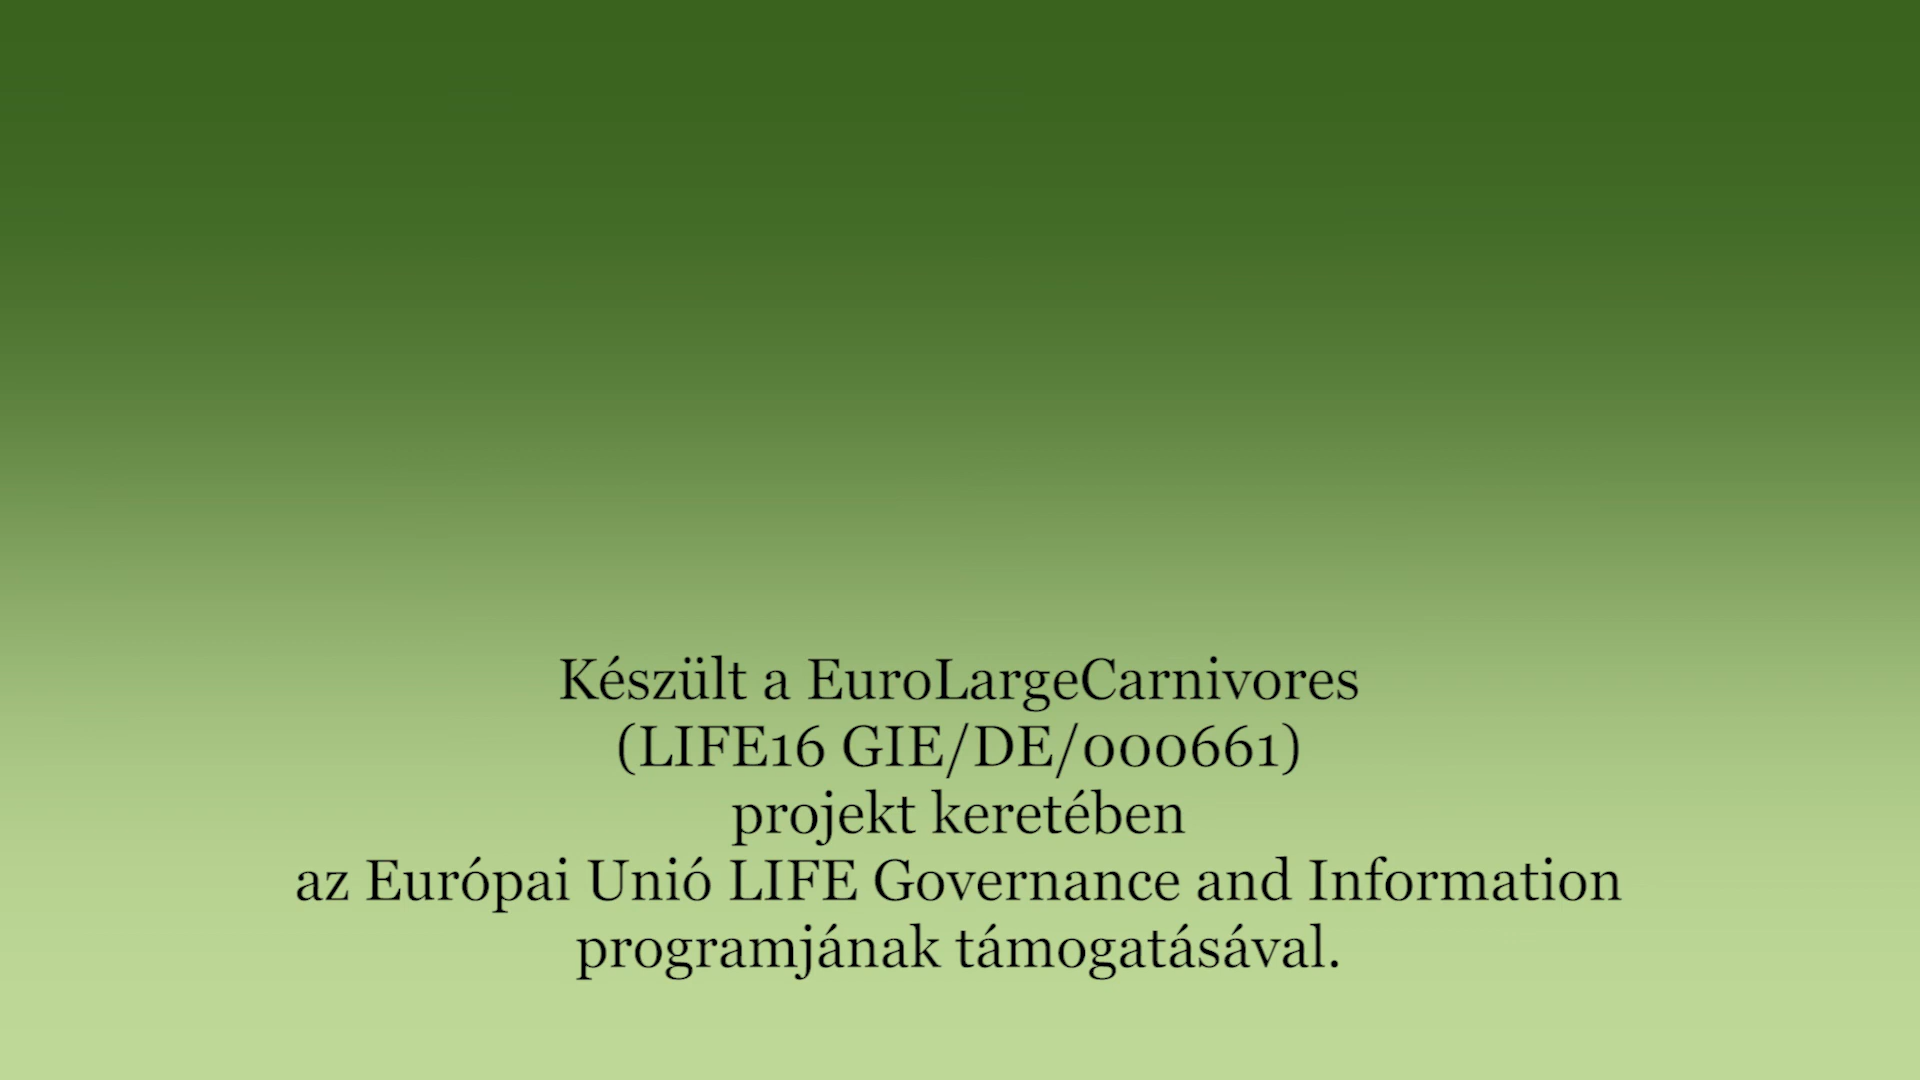 Készült a EuroLargeCarnivores
(LIFE16 GIE/DE/000661)
projekt keretében
az Európai Unió LIFE Governance and Information
programjának támogatásával.